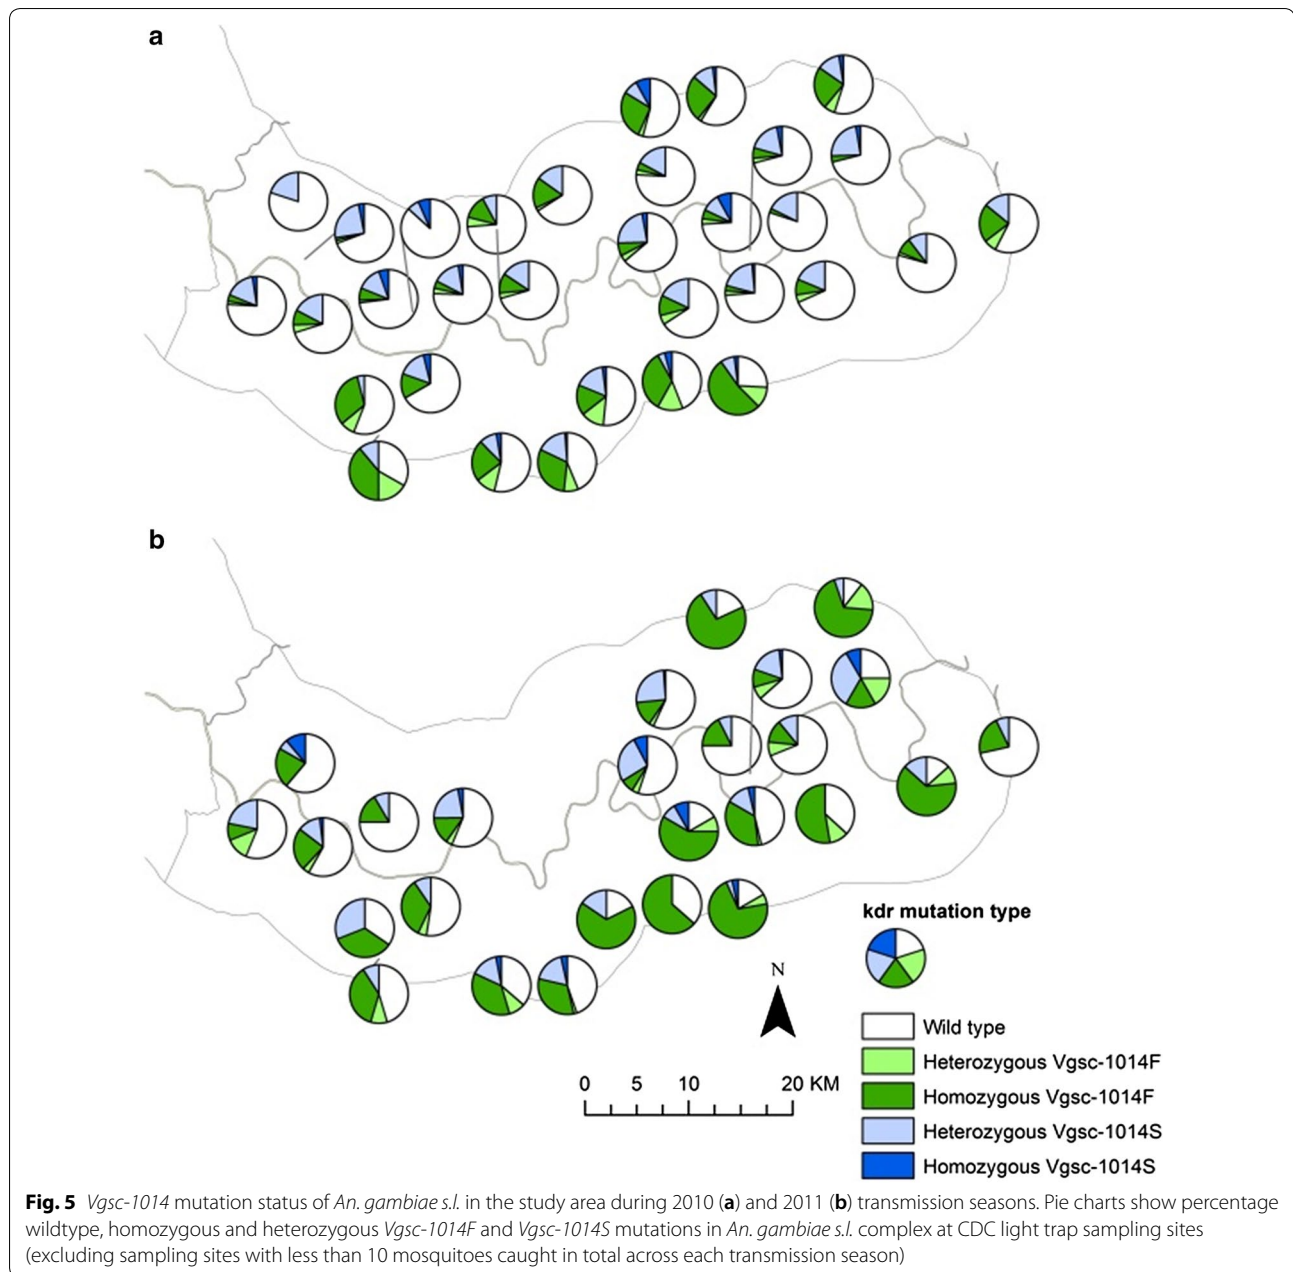 a
b
kdr mutation type
N
Wild type
Heterozygous Vgsc-1014F
Homozygous Vgsc-1014F
Heterozygous Vgsc-1014S
Homozygous Vgsc-1014S
0 5 10 20 KM
Fig. 5 Vgsc-1014 mutation status of An. gambiae s.l. in the study area during 2010 (a) and 2011 (b) transmission seasons. Pie charts show percentage
wildtype, homozygous and heterozygous Vgsc-1014F and Vgsc-1014S mutations in An. gambiae s.l. complex at CDC light trap sampling sites
(excluding sampling sites with less than 10 mosquitoes caught in total across each transmission season)